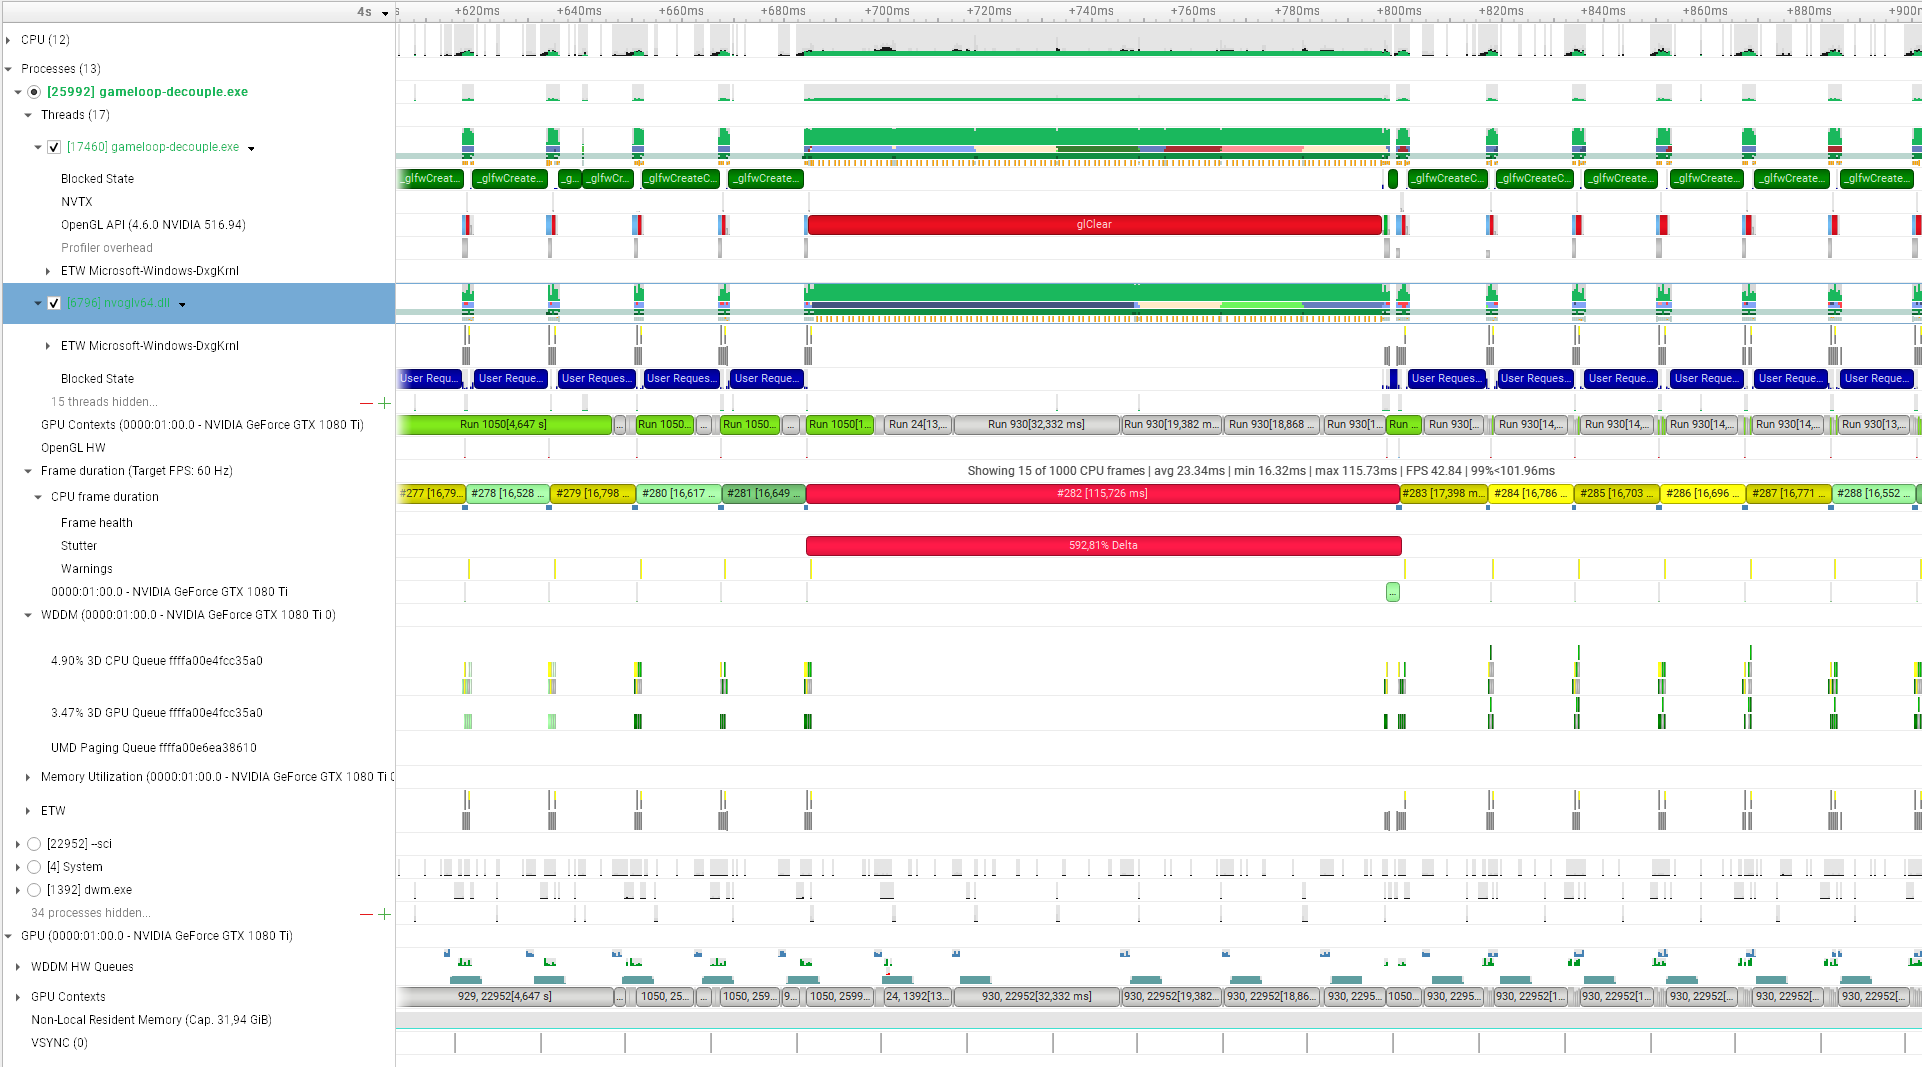 4s +620ms +640ms +660ms +680ms +700ms +720ms +740ms +760ms +780ms +800ms +820ms +840ms +860ms +880ms +900m
CPU (12)
Processes (13)
[25992] gameloop-decouple.exe
Threads (17)
[17460] gameloop-decouple.exe
Blocked State _glfwCreat... _glfwCreate... _g... _glfwCr... _glfwCreateC... _glfwCreate... _glfwCreateC... _glfwCreateC... _glfwCreate... _glfwCreate... _glfwCreate... _glfwCreate...
NVTX
OpenGL API (4.6.0 NVIDIA 516.94) glClear
Profiler overhead
ETW Microsoft-Windows-DxgKrnl
[6796] nvoglv64.dll
ETW Microsoft-Windows-DxgKrnl
Blocked State User Requ... User Reque... User Reques... User Reque... User Reque... User Reques... User Reque... User Reque... User Reque... User Reque... User Reque...
15 threads hidden...
GPU Contexts (0000:01:00.0 - NVIDIA GeForce GTX 1080 Ti) Run 1050[4,647 s] ... Run 1050... ... Run 1050... ... Run 1050[1... Run 24[13,... Run 930[32,332 ms] Run 930[19,382 m... Run 930[18,868 ... Run 930[1... Run ... Run 930[... Run 930[14,... Run 930[14,... Run 930[14,... Run 930[14,... Run 930[13,...
OpenGL HW
Frame duration (Target FPS: 60 Hz) Showing 15 of 1000 CPU frames | avg 23.34ms | min 16.32ms | max 115.73ms | FPS 42.84 | 99%<101.96ms
CPU frame duration #277 [16,79... #278 [16,528 ... #279 [16,798 ... #280 [16,617 ... #281 [16,649 ... #282 [115,726 ms] #283 [17,398 m... #284 [16,786 ... #285 [16,703 ... #286 [16,696 ... #287 [16,771 ... #288 [16,552 ...
Frame health
Stutter 592,81% Delta
Warnings
0000:01:00.0 - NVIDIA GeForce GTX 1080 Ti ...
WDDM (0000:01:00.0 - NVIDIA GeForce GTX 1080 Ti 0)
4.90% 3D CPU Queue ffffa00e4fcc35a0
3.47% 3D GPU Queue ffffa00e4fcc35a0
UMD Paging Queue ffffa00e6ea38610
Memory Utilization (0000:01:00.0 - NVIDIA GeForce GTX 1080 Ti 0
ETW
[22952] --sci
[4] System
[1392] dwm.exe
34 processes hidden...
GPU (0000:01:00.0 - NVIDIA GeForce GTX 1080 Ti)
WDDM HW Queues
GPU Contexts 929, 22952[4,647 s] ... 1050, 25... ... 1050, 259... 9... 1050, 2599... 24, 1392[13... 930, 22952[32,332 ms] 930, 22952[19,382... 930, 22952[18,86... 930, 2295... 1050... 930, 2295... 930, 22952[1... 930, 22952[1... 930, 22952[... 930, 22952[... 930, 22952[...
Non-Local Resident Memory (Cap. 31,94 GiB)
VSYNC (0)